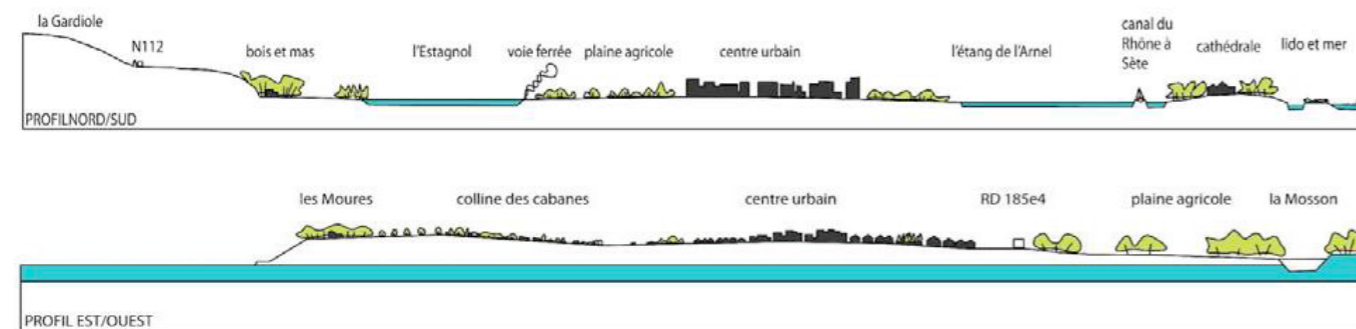 la Gardiole
N112
bois et mas
l'Estagnol
voie ferrée
plaine agricole
centre urbain
l'étang de l'Arnel
canal du
Rhône à
Sète
cathédrale
lido et mer
PROFILNORD/SUD
les Moures
colline des cabanes
centre urbain
RD 185e4
plaine agricole
la Mosson
PROFIL EST/OUEST